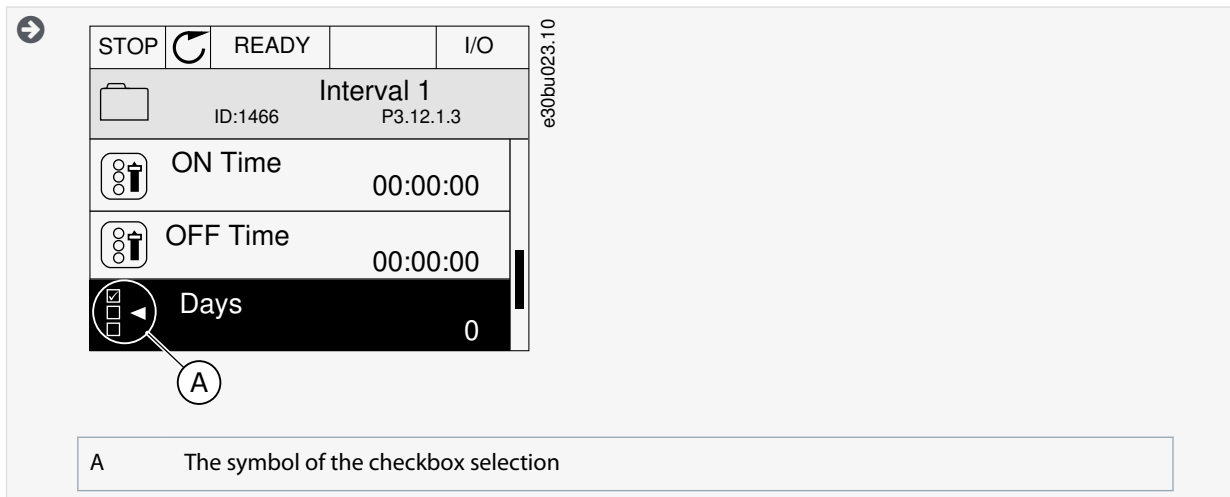 STOP READY I/O
Interval 1
ID:1466 P3.12.1.3
ON Time
00:00:00
OFF Time
00:00:00
Days
0
A
e30bu023.10
A The symbol of the checkbox selection